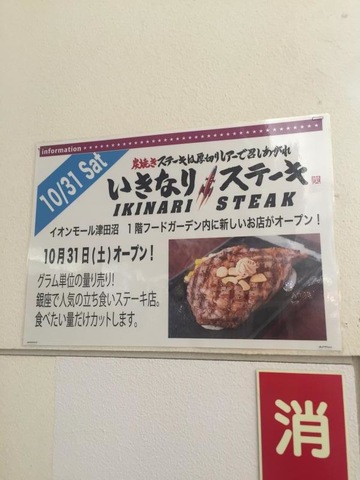 information
10/31 Sat
炭焼きステーキは厚切りレアーで召しあがれ
いきなりステーキ
IKINARI STEAK
イオンモール津田沼 1階フードガーデン内に新しいお店がオープン!
10月31日(土)オープン!
グラム単位の量り売り!
銀座で人気の立ち食いステーキ店。
食べたい量だけカットします。
消